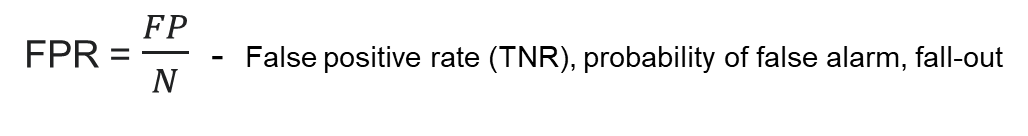 FPR = FP/N - False positive rate (TNR), probability of false alarm, fall-out